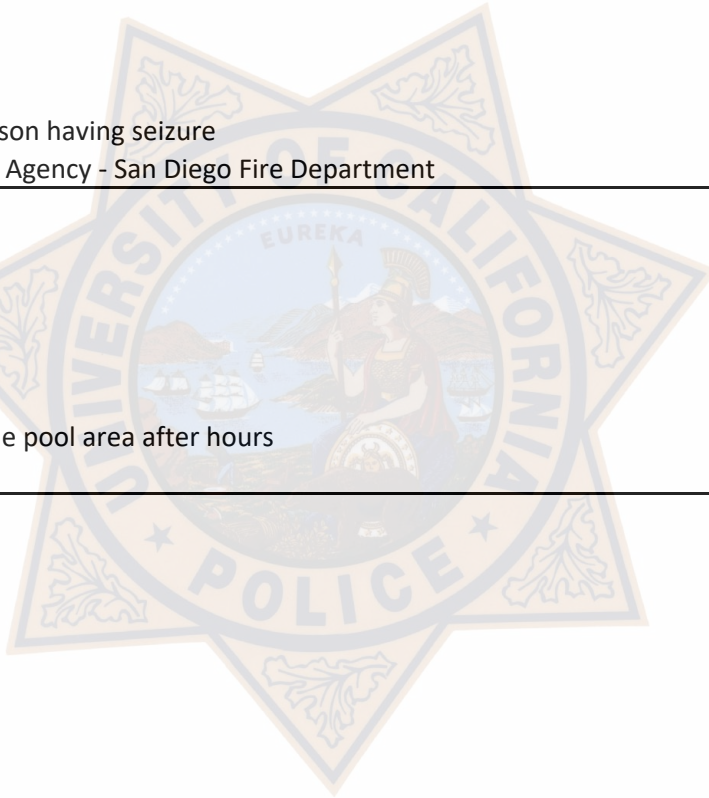 son having seizure
Agency - San Diego Fire Department
UNIVERSITY OF CALIFORNIA
EUREKA
e pool area after hours
POLICE